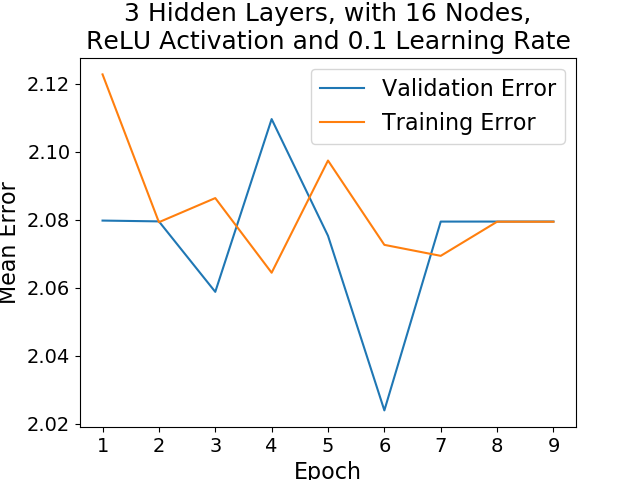 3 Hidden Layers, with 16 Nodes,
ReLU Activation and 0.1 Learning Rate
Validation Error
Training Error
2.12
2.10
2.08
2.06
2.04
2.02
Mean Error
1 2 3 4 5 6 7 8 9
Epoch